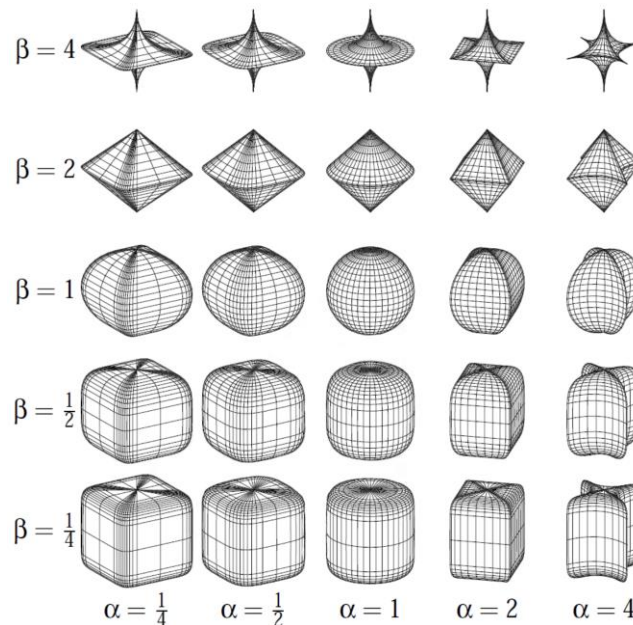 β = 4
β = 2
β = 1
β = 1/2
β = 1/4
α = 1/4 α = 1/2 α = 1 α = 2 α = 4